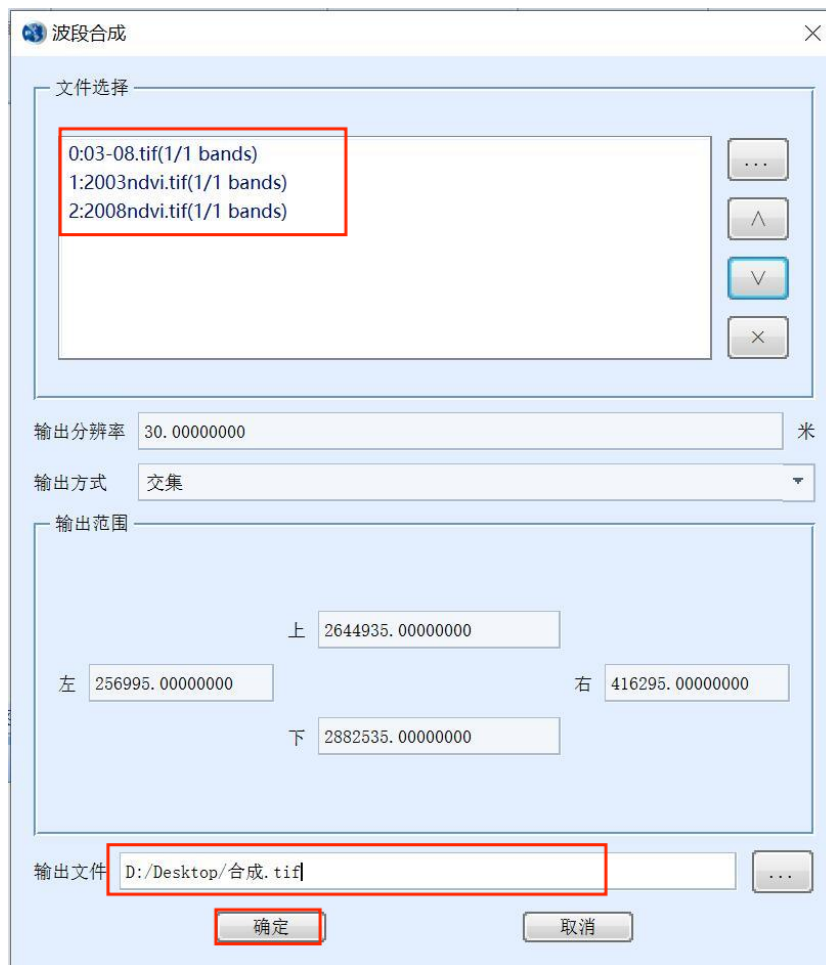 波段合成
文件选择
0:03-08.tif(1/1 bands)
1:2003ndvi.tif(1/1 bands)
2:2008ndvi.tif(1/1 bands)
...
输出分辨率 30.00000000 米
输出方式 交集
输出范围
上 2644935.00000000
左 256995.00000000 右 416295.00000000
下 2882535.00000000
输出文件 D:/Desktop/合成.tif ...
确定 取消